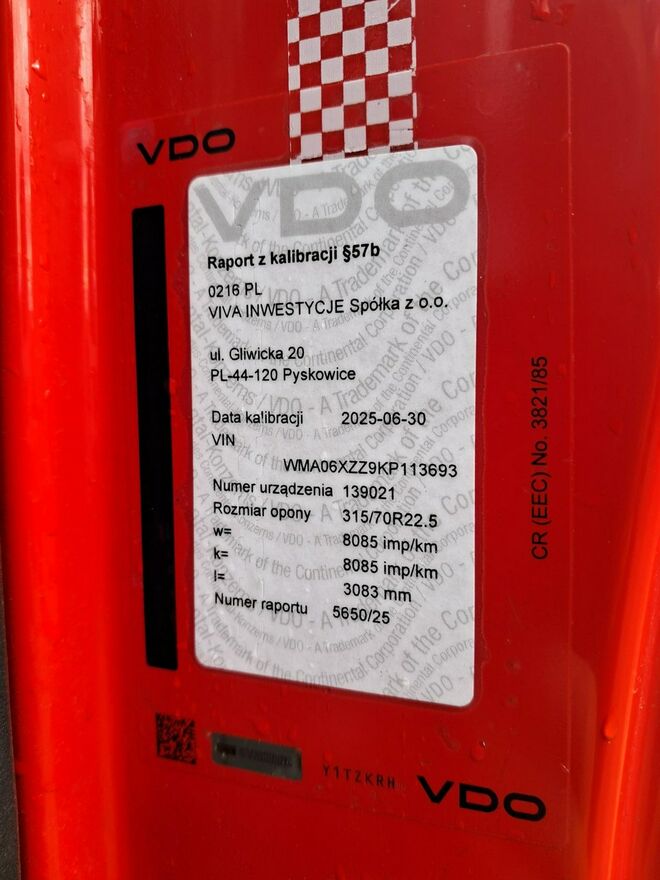 VDO
VDO
Raport z kalibracji §57b
0216 PL
VIVA INWESTYCJE Spółka z o.o.
ul. Gliwicka 20
PL-44-120 Pyskowice
Data kalibracji 2025-06-30
VIN
WMA06XZZ9KP113693
Numer urządzenia 139021
Rozmiar opony 315/70R22.5
w= 8085 imp/km
k= 8085 imp/km
l= 3083 mm
Numer raportu 5650/25
CR (EEC) No. 3821/85
Y1TZKRH
VDO